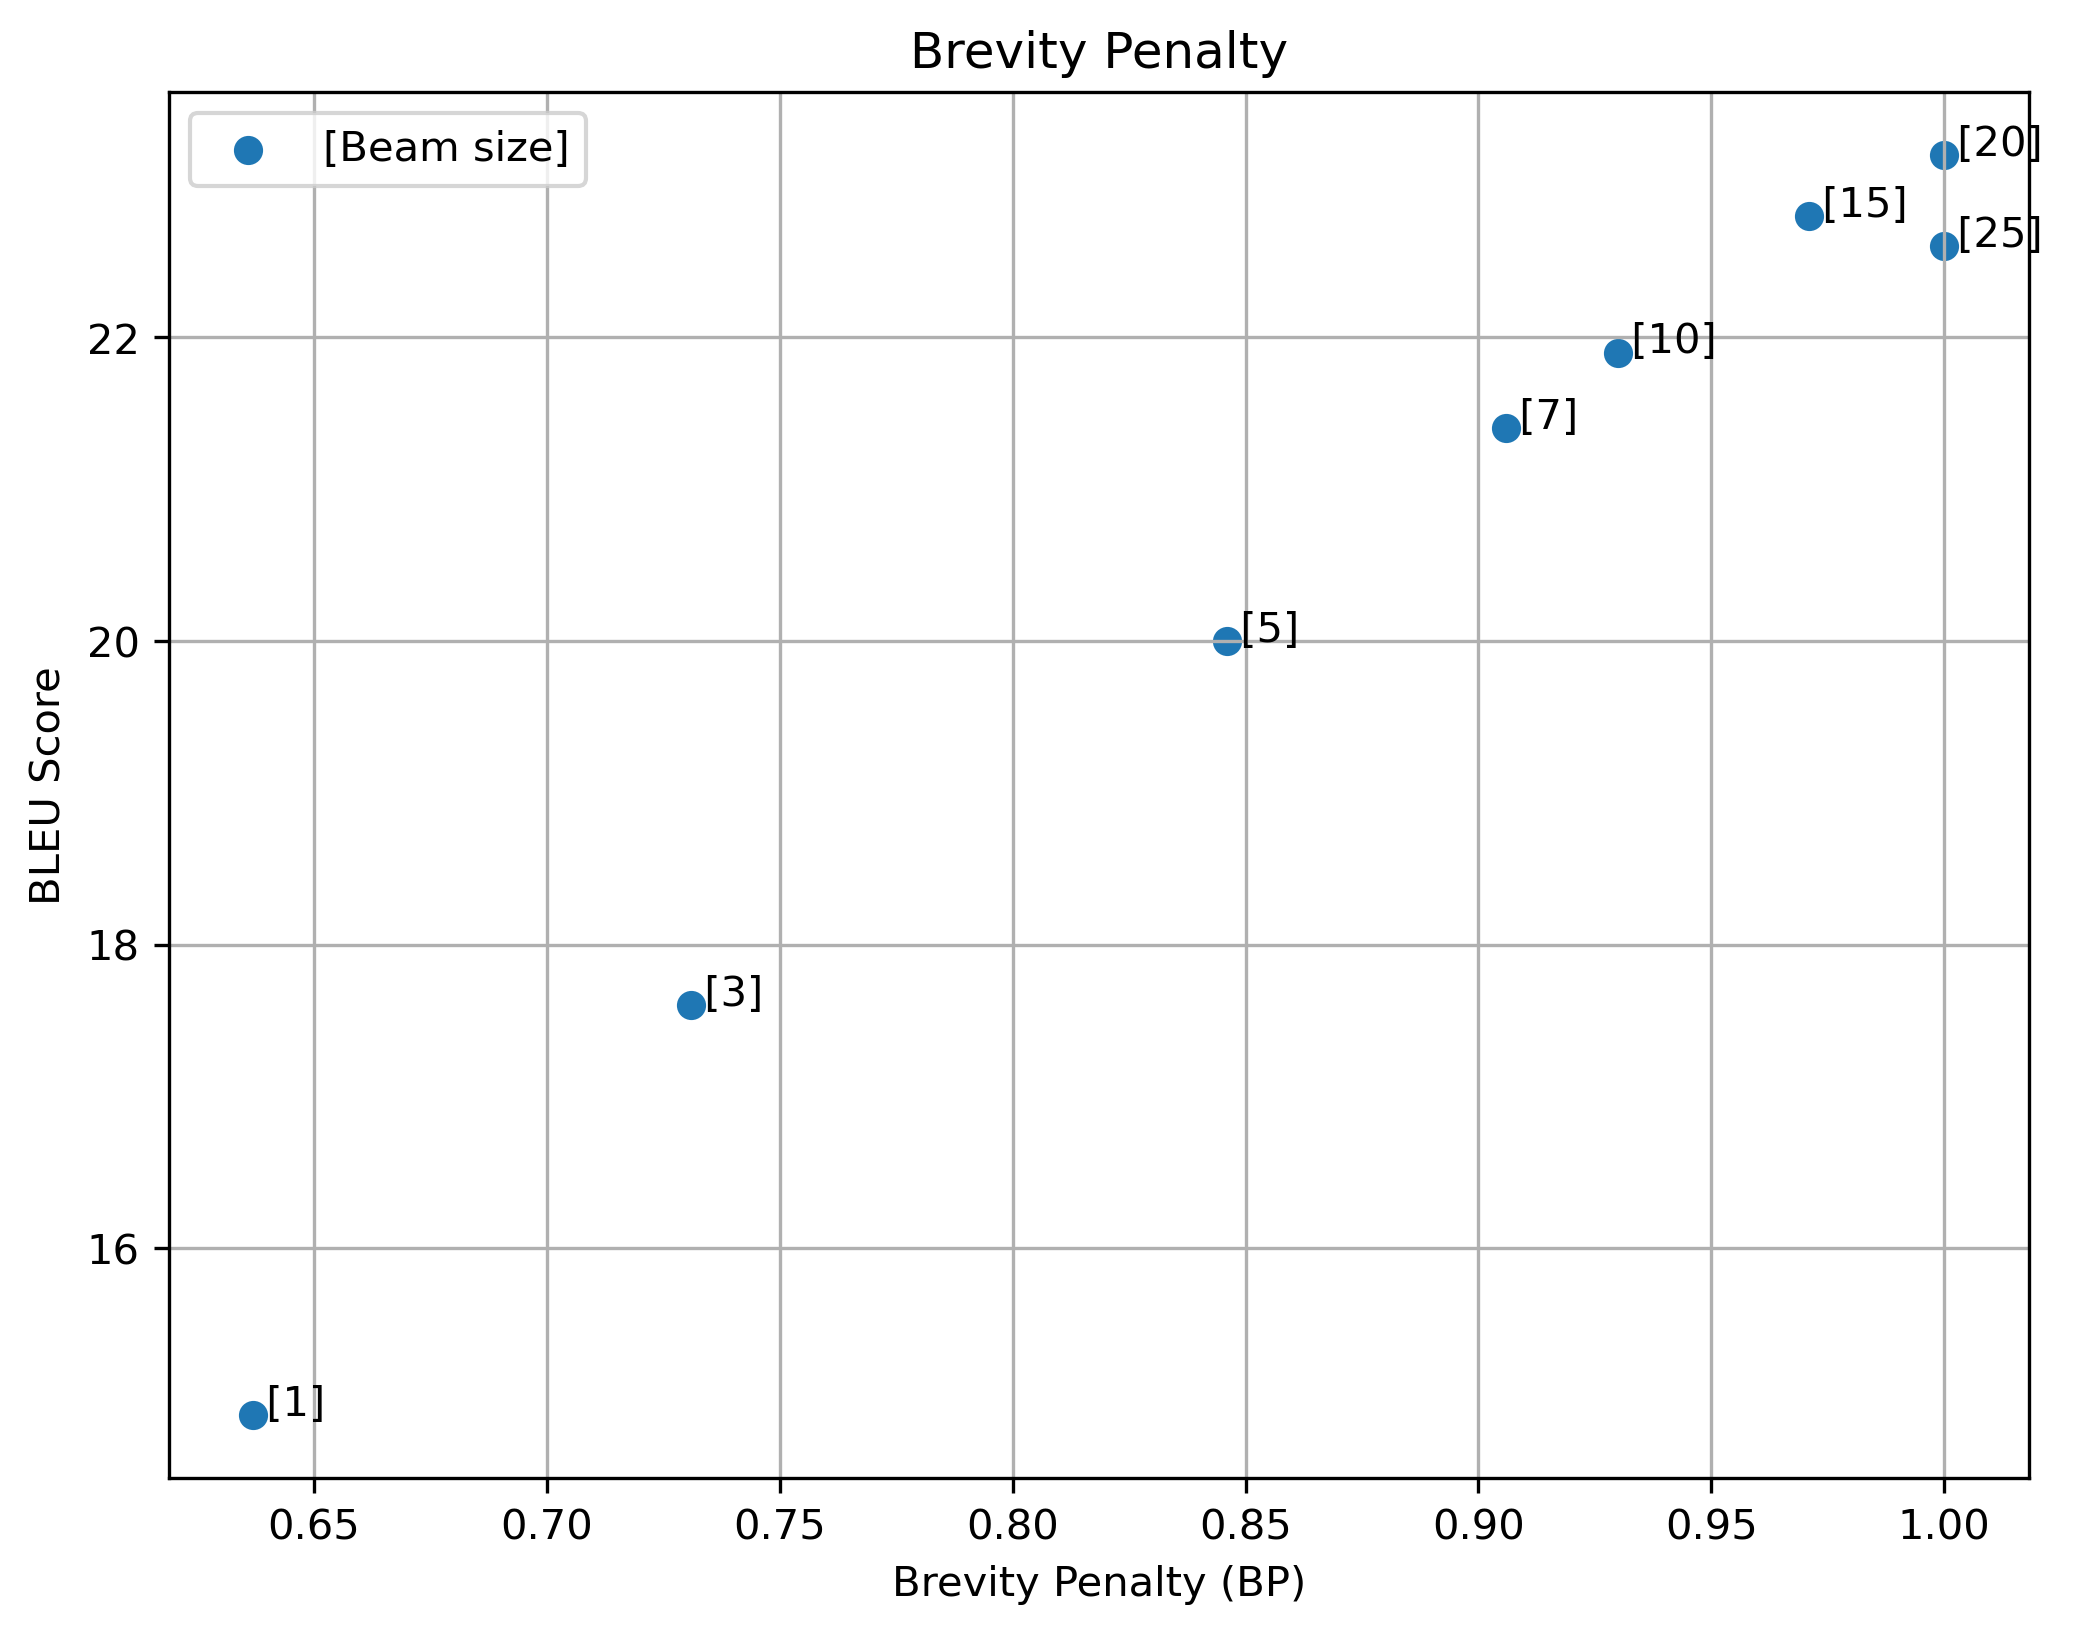 Brevity Penalty
[Beam size]
[20]
[15]
[25]
22
[10]
[7]
20
[5]
BLEU Score
18
[3]
16
[1]
0.65 0.70 0.75 0.80 0.85 0.90 0.95 1.00
Brevity Penalty (BP)